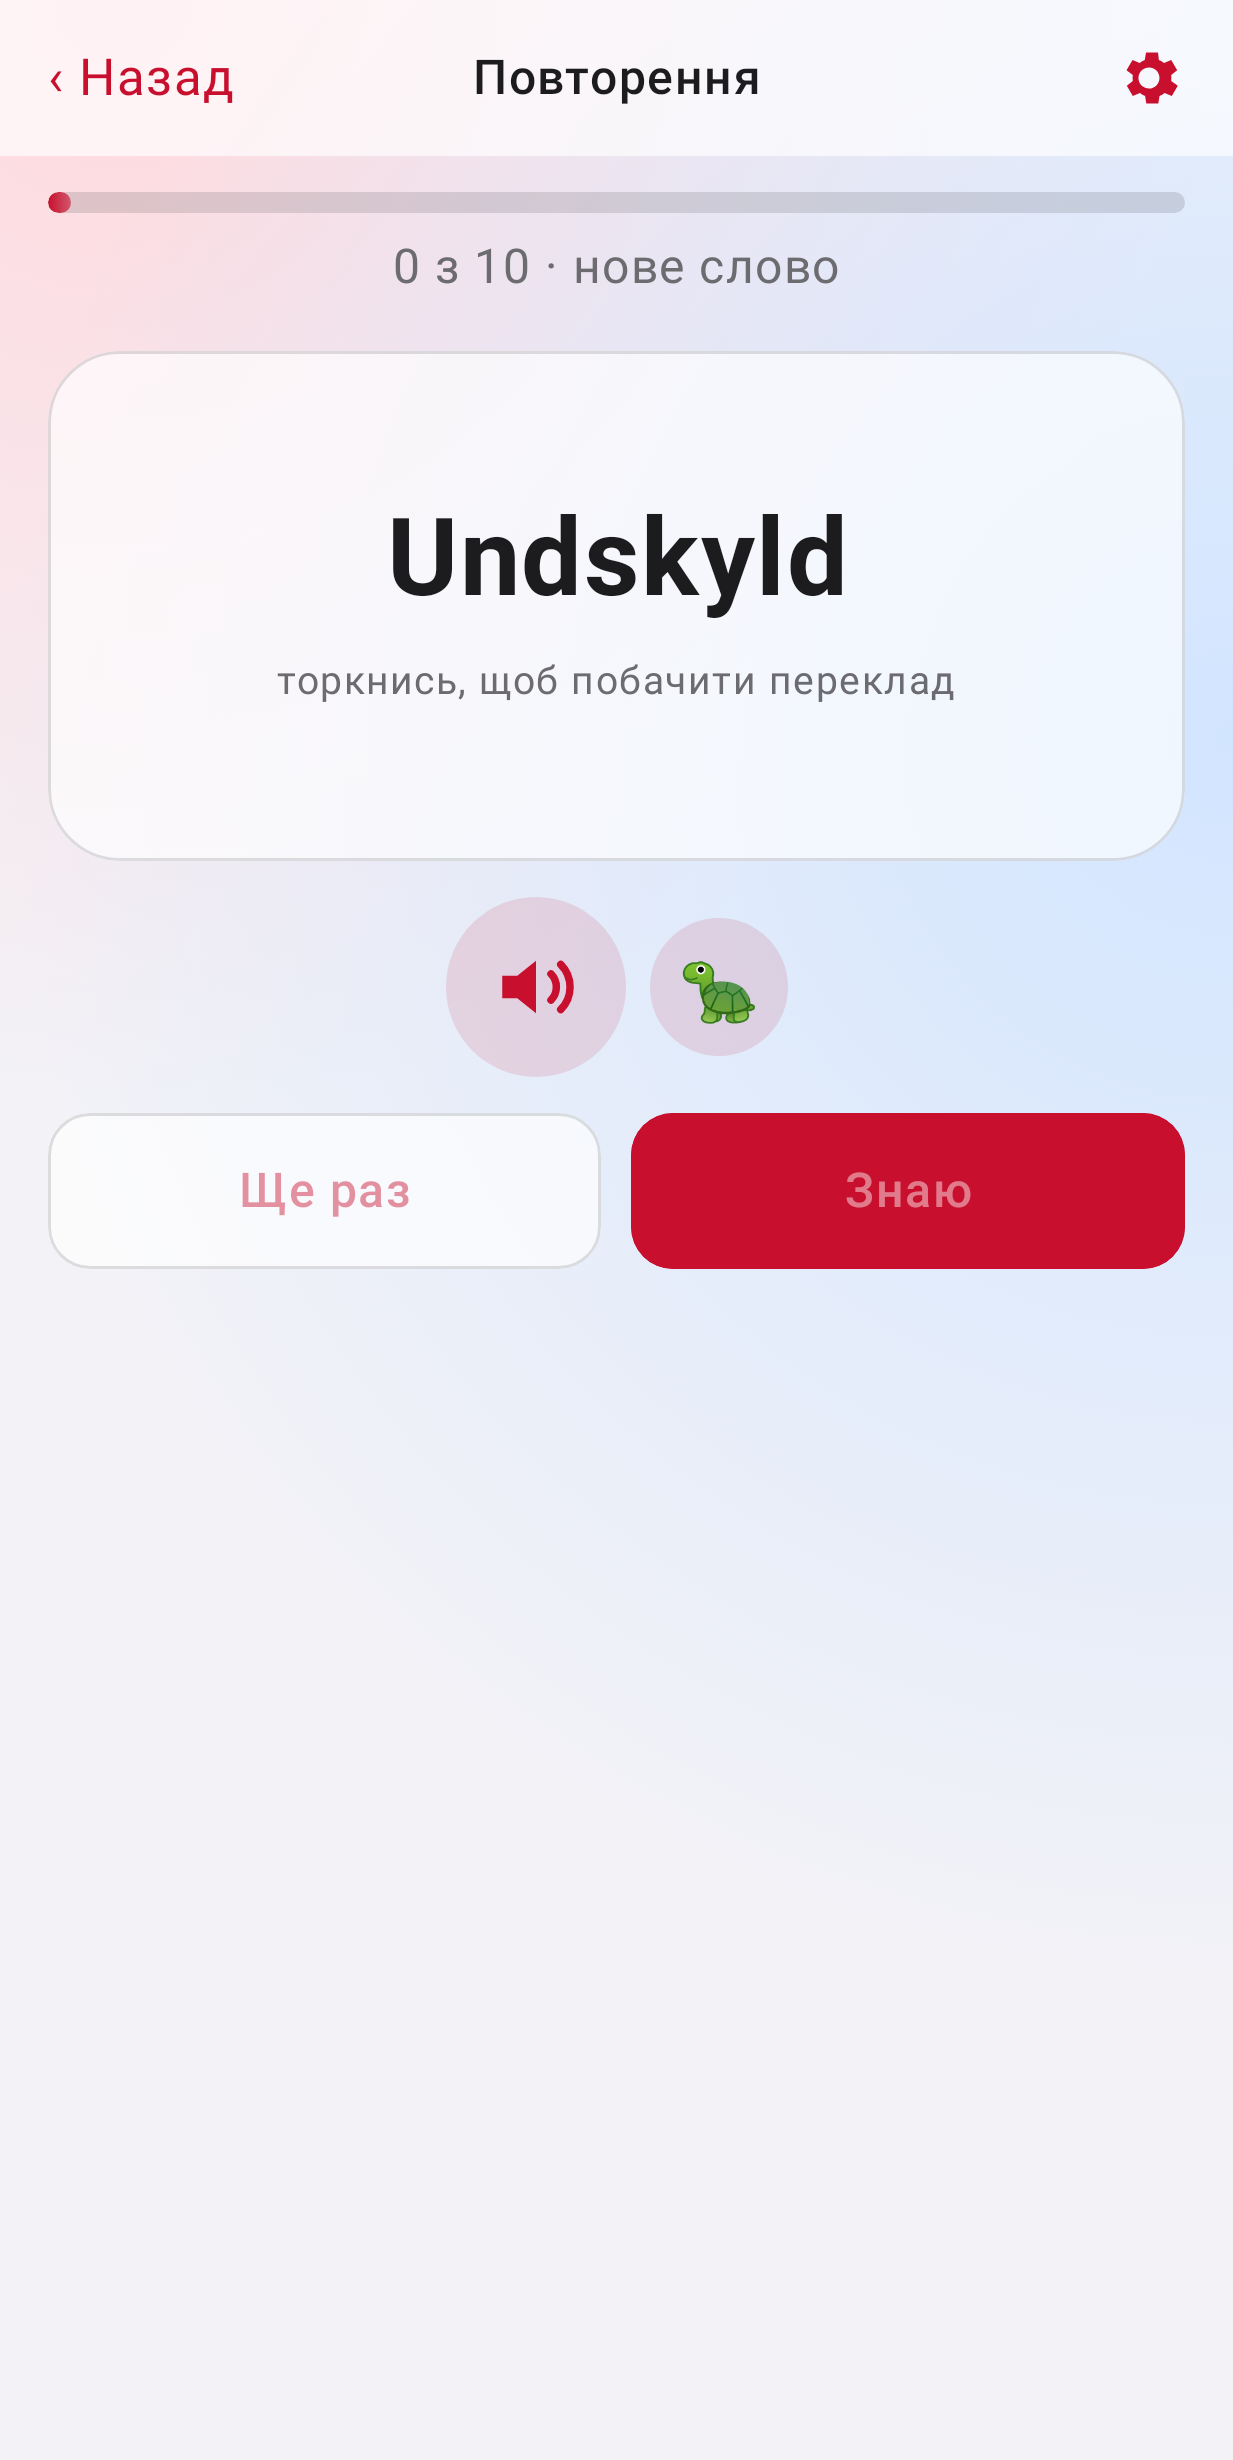 ‹ Назад
Повторення
0 з 10 · нове слово
Undskyld
торкнись, щоб побачити переклад
Ще раз
Знаю